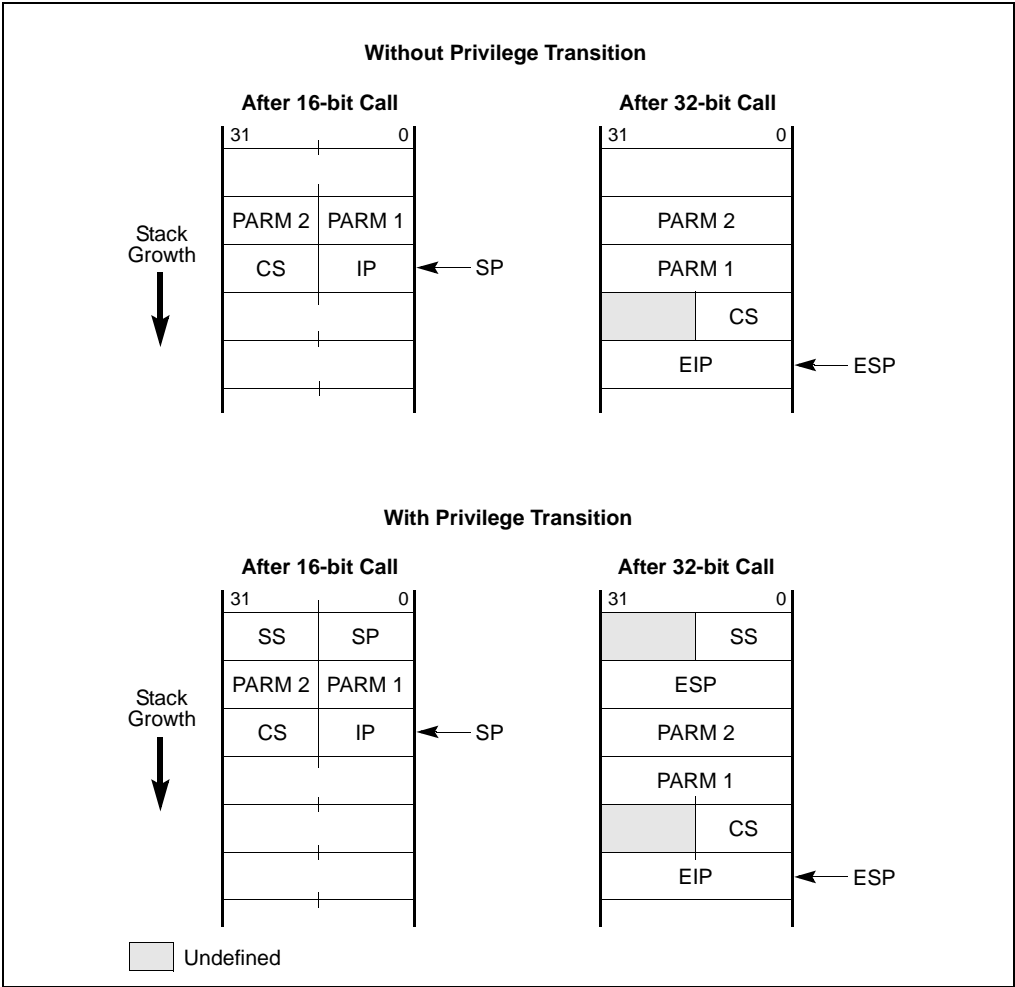 Without Privilege Transition
After 16-bit Call
After 32-bit Call
31 0
31 0
PARM 2 PARM 1
PARM 2
Stack
Growth
CS IP
SP
PARM 1
CS
EIP
ESP
With Privilege Transition
After 16-bit Call
After 32-bit Call
31 0
31 0
SS SP
SS
PARM 2 PARM 1
ESP
Stack
Growth
CS IP
SP
PARM 2
PARM 1
CS
EIP
ESP
Undefined